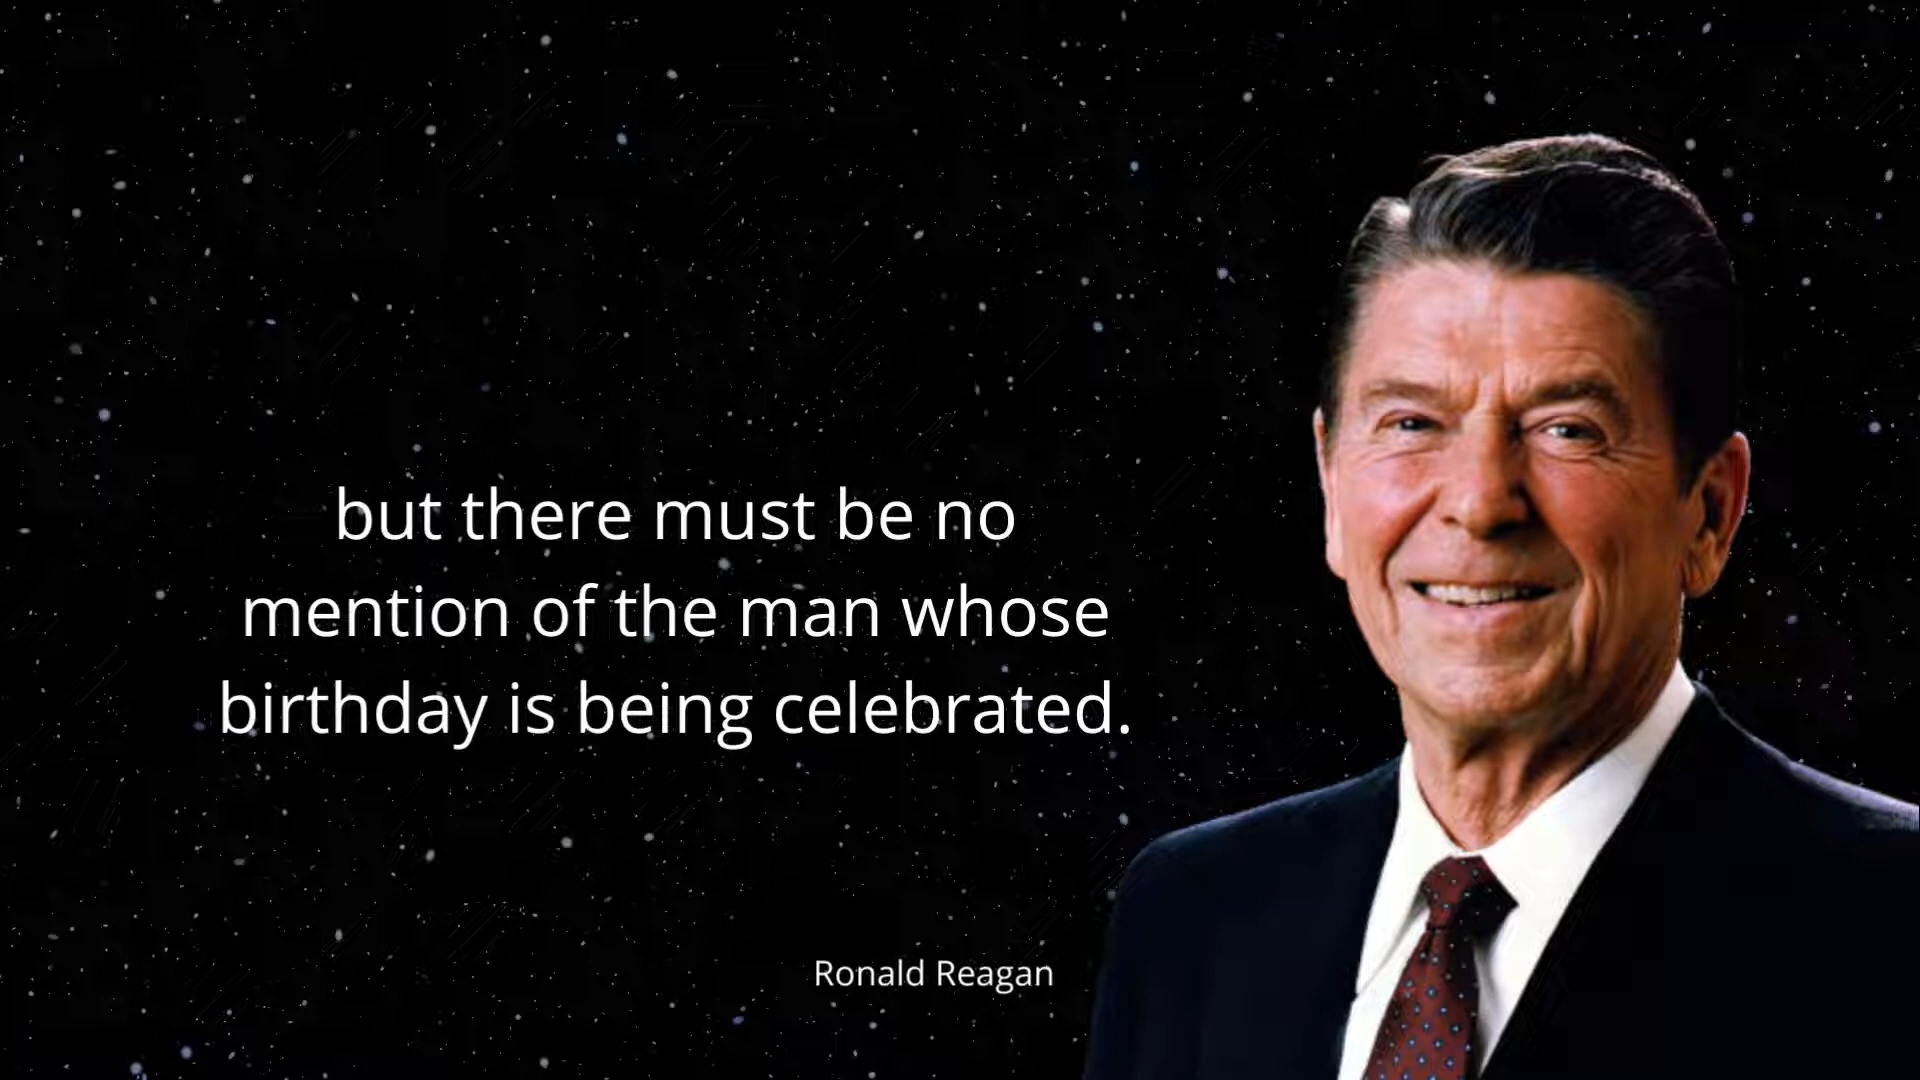 but there must be no
mention of the man whose
birthday is being celebrated.
Ronald Reagan